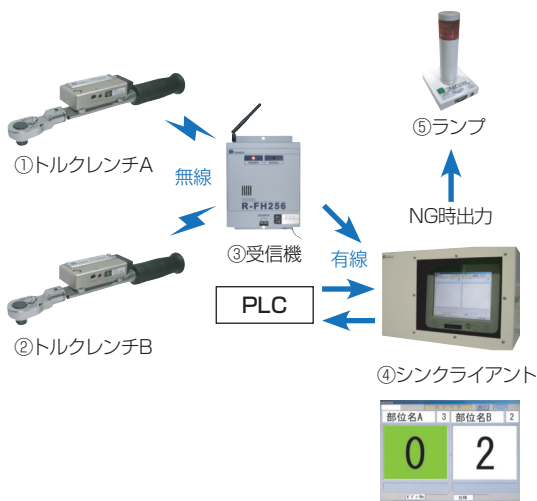 ①トルクレンチA
無線
②トルクレンチB
R-FH256
③受信機
有線
PLC
⑤ランプ
NG時出力
④シンクライアント
部位名A 3 部位名B 2
0 2